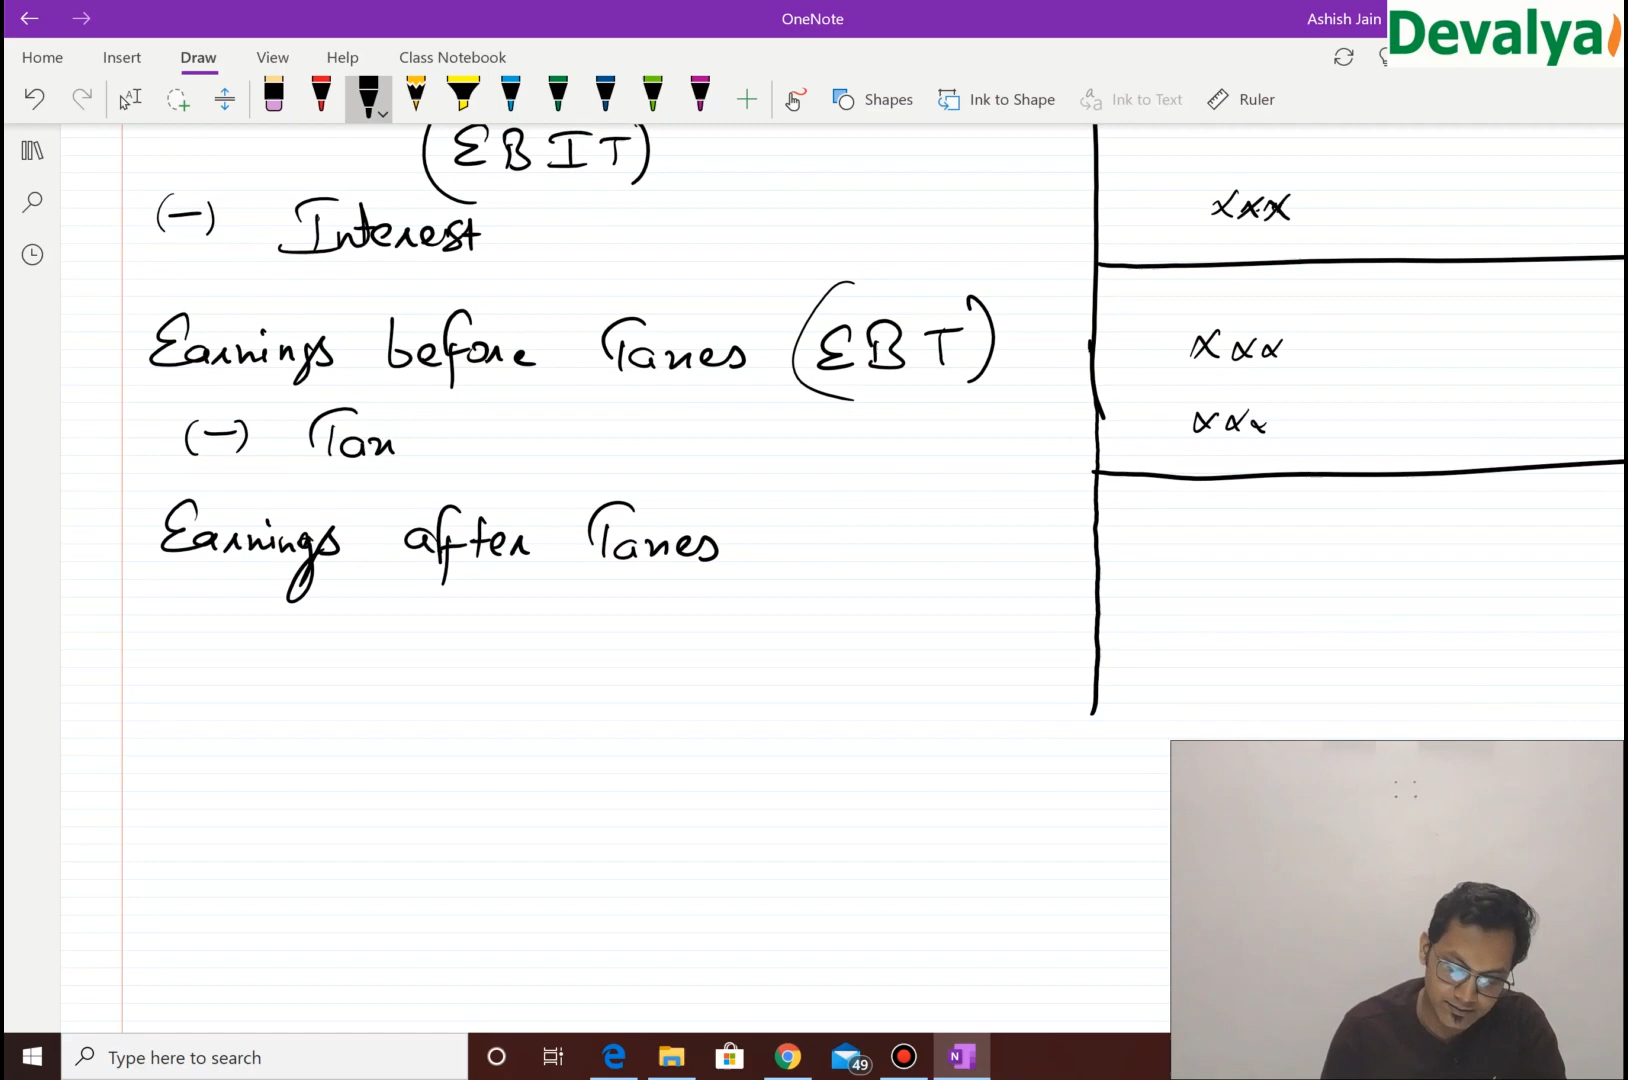 OneNote
Ashish Jain
Devalya
Home Insert Draw View Help Class Notebook
Shapes Ink to Shape Ink to Text Ruler
(EBIT)
(-) Interest xxx
Earnings before Taxes (EBT) xxx
(-) Tax xxx
Earnings after Taxes
Type here to search
49
N